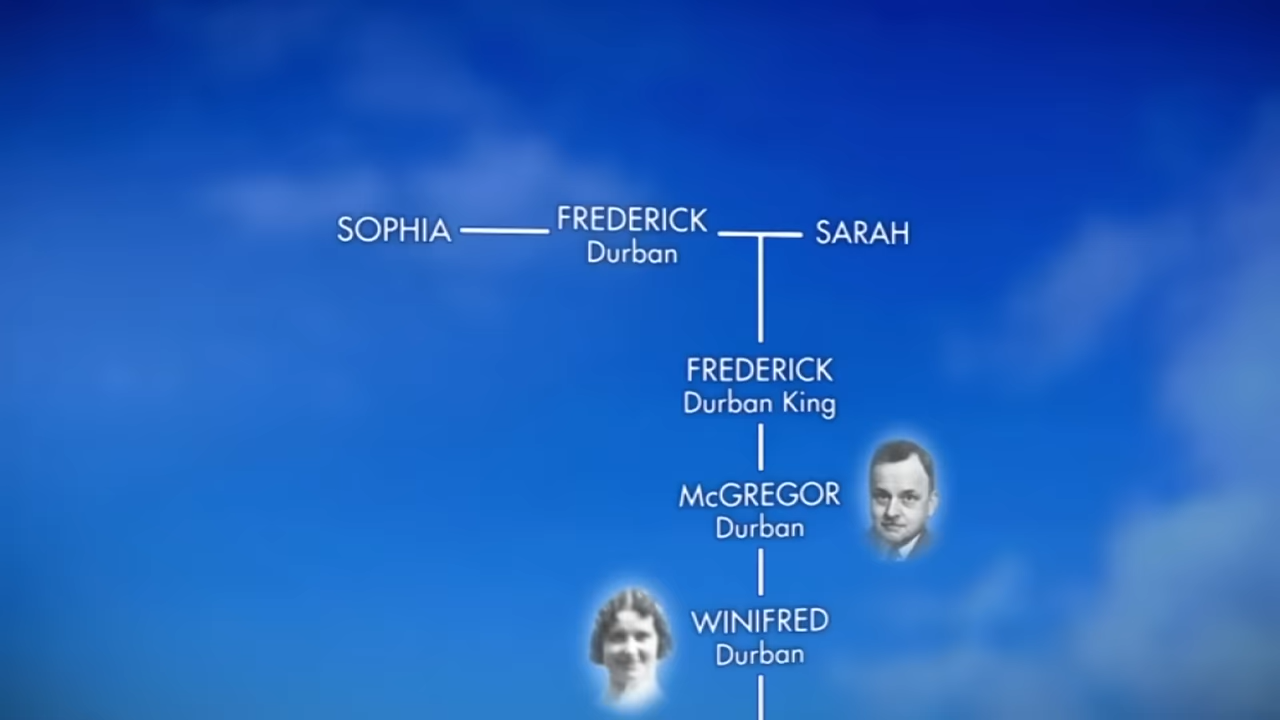 SOPHIA
FREDERICK
Durban
SARAH
FREDERICK
Durban King
McGREGOR
Durban
WINIFRED
Durban